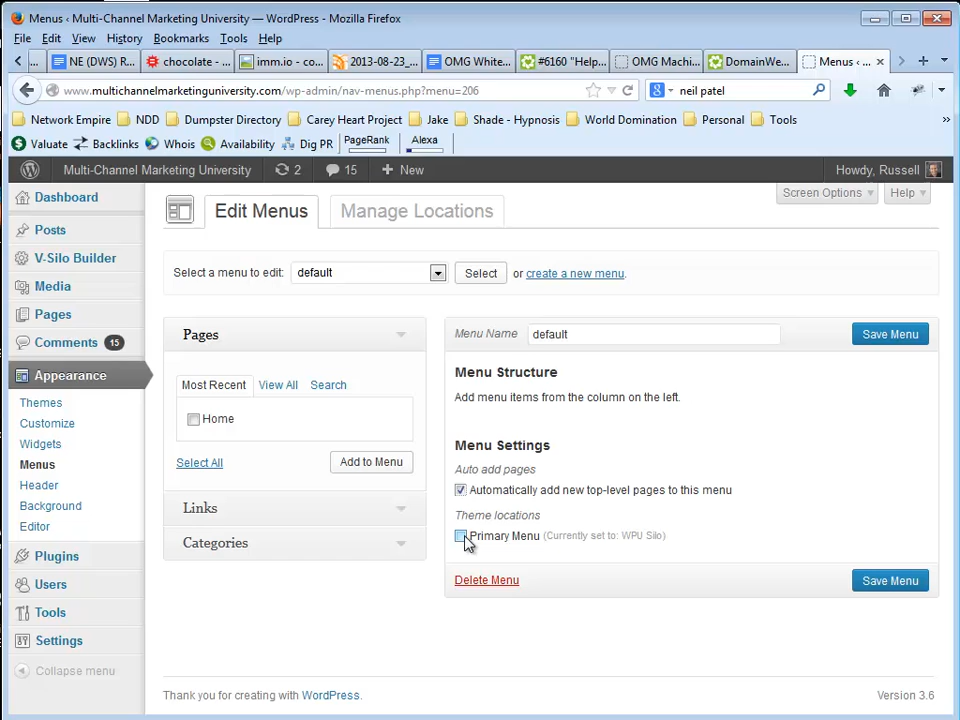 Menus ‹ Multi-Channel Marketing University — WordPress - Mozilla Firefox
File Edit View History Bookmarks Tools Help
... NE (DWS) R... chocolate - ... imm.io - co... 2013-08-23_... OMG White... #6160 "Help... OMG Machi... DomainWe... Menus ‹ ...
www.multichannelmarketinguniversity.com/wp-admin/nav-menus.php?menu=206 neil patel
Network Empire NDD Dumpster Directory Carey Heart Project Jake Shade - Hypnosis World Domination Personal Tools
Valuate Backlinks Whois Availability Dig PR PageRank Alexa
Multi-Channel Marketing University 2 15 + New Howdy, Russell
Screen Options Help
Dashboard
Posts
V-Silo Builder
Media
Pages
Comments 15
Appearance
Themes
Customize
Widgets
Menus
Header
Background
Editor
Plugins
Users
Tools
Settings
Collapse menu
Edit Menus Manage Locations
Select a menu to edit: default Select or create a new menu.
Pages
Most Recent View All Search
Home
Select All Add to Menu
Links
Categories
Menu Name default Save Menu
Menu Structure
Add menu items from the column on the left.
Menu Settings
Auto add pages
Automatically add new top-level pages to this menu
Theme locations
Primary Menu (Currently set to: WPU Silo)
Delete Menu Save Menu
Thank you for creating with WordPress. Version 3.6